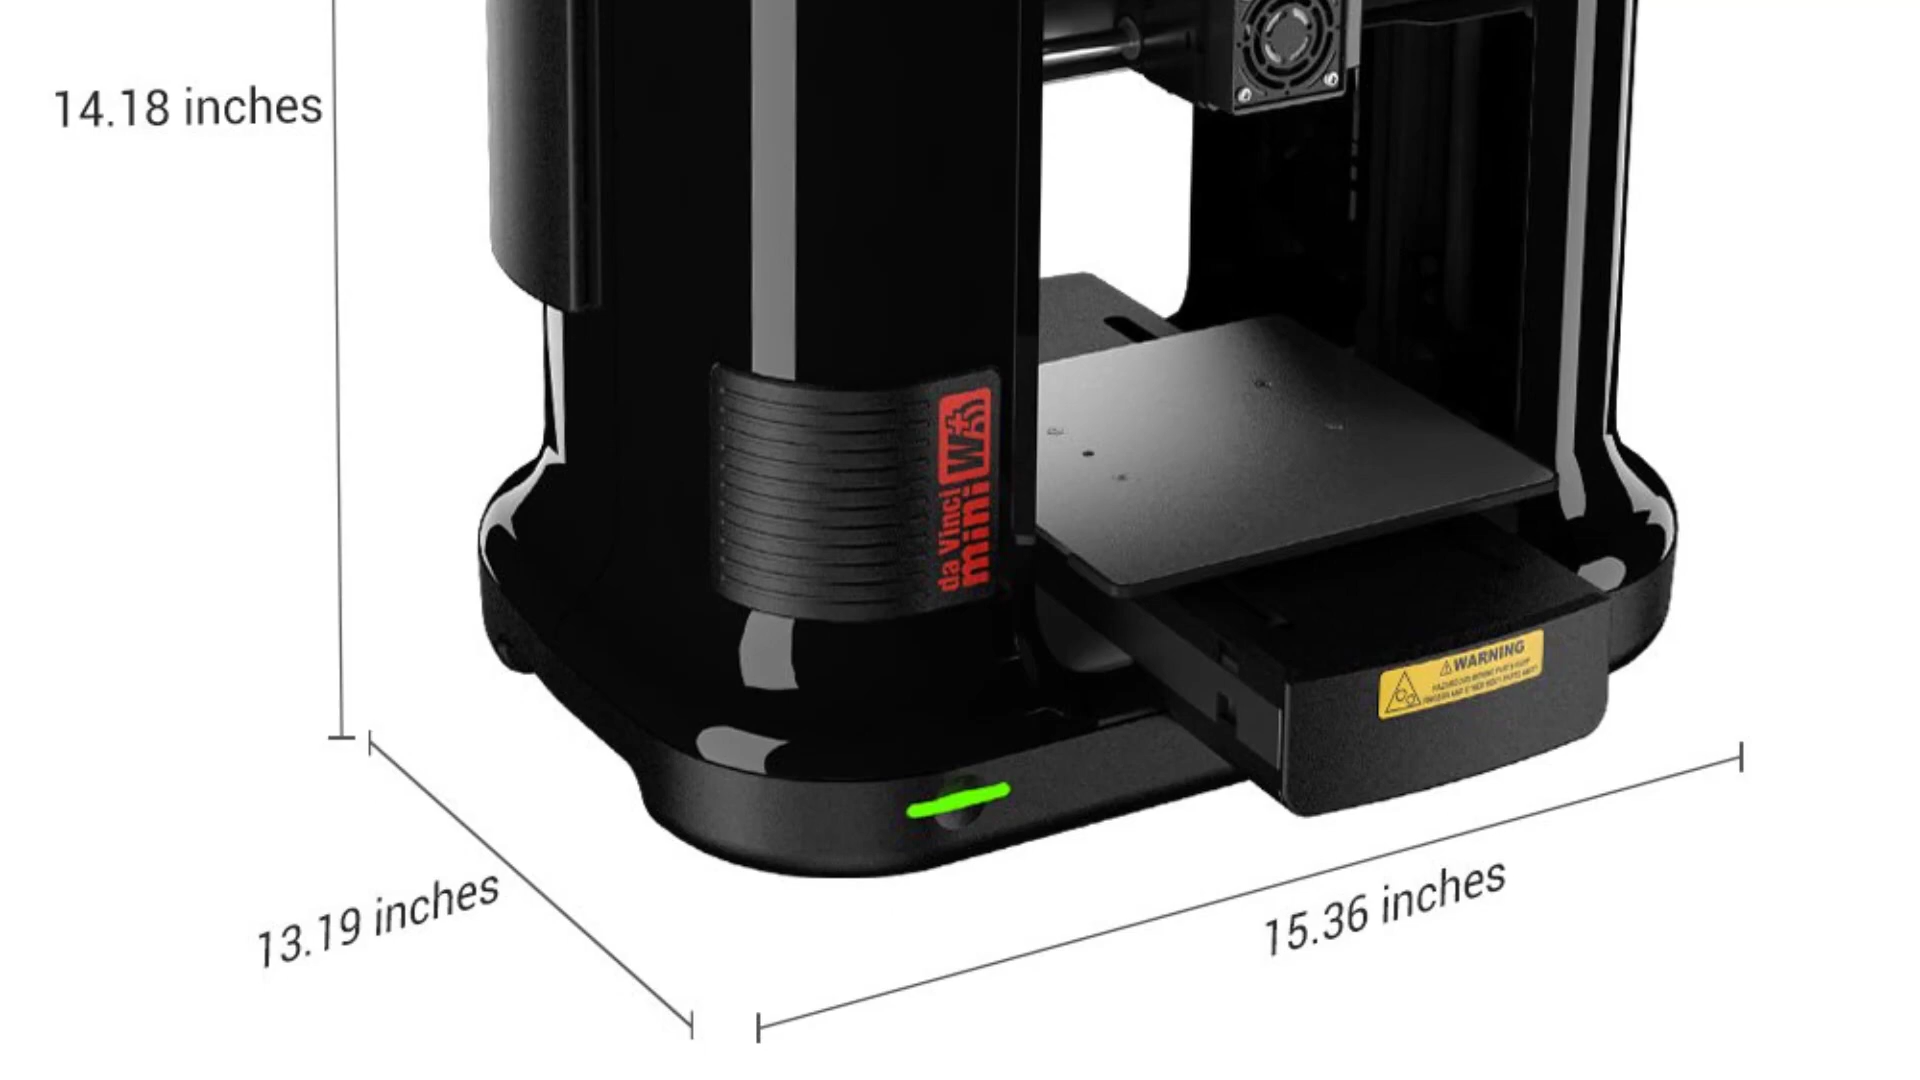 14.18 inches
da Vinci
mini w+
WARNING
13.19 inches
15.36 inches